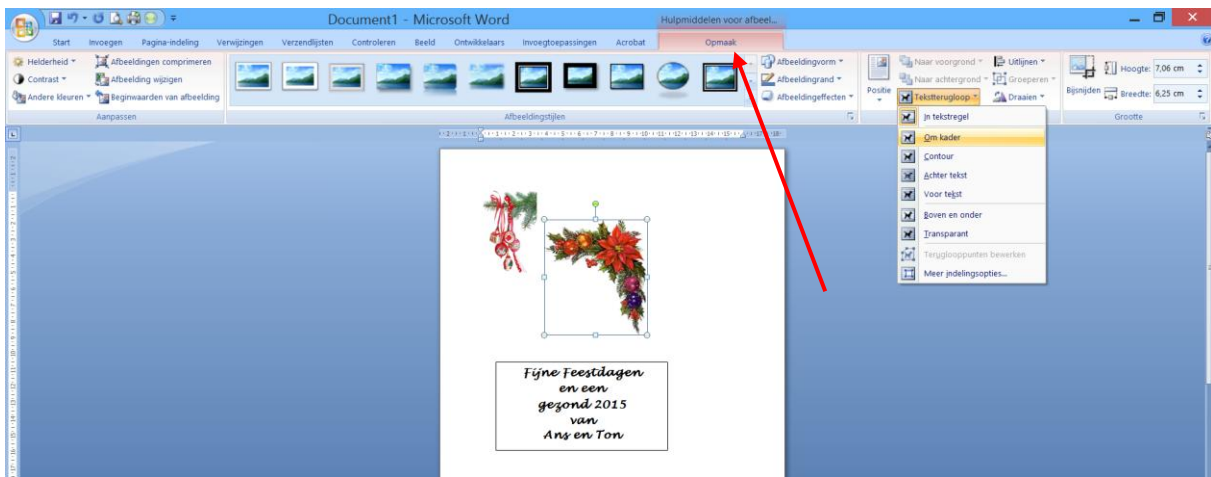 Document1 - Microsoft Word
Hulpmiddelen voor afbeel...
Start Invoegen Pagina-indeling Verwijzingen Verzendlijsten Controleren Beeld Ontwikkelaars Invoegtoepassingen Acrobat Opmaak
Helderheid
Contrast
Andere kleuren
Afbeeldingen comprimeren
Afbeelding wijzigen
Beginwaarden van afbeelding
Aanpassen
Afbeeldingstijlen
Afbeeldingvorm
Afbeeldingrand
Afbeeldingeffecten
Positie
Naar voorgrond
Naar achtergrond
Tekstterugloop
Uitlijnen
Groeperen
Draaien
Bijsnijden
Hoogte: 7,06 cm
Breedte: 6,25 cm
Grootte
In tekstregel
Om kader
Contour
Achter tekst
Voor tekst
Boven en onder
Transparant
Teruglooppunten bewerken
Meer indelingsopties...
Fijne Feestdagen
en een
gezond 2015
van
Ans en Ton